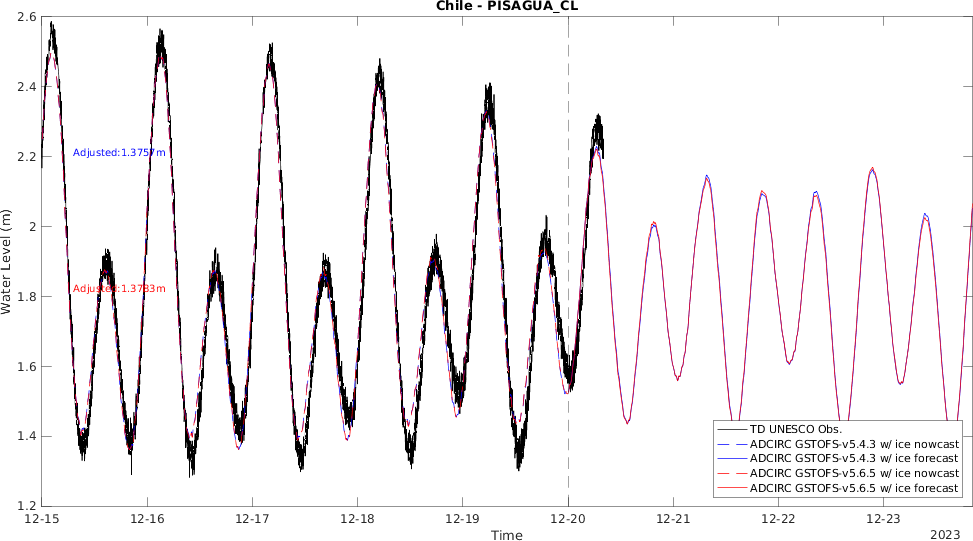 Chile - PISAGUA_CL
2.6
2.4
2.2
2
1.8
1.6
1.4
1.2
Water Level (m)
Adjusted:1.3757m
Adjusted:1.3783m
TD UNESCO Obs.
ADCIRC GSTOFS-v5.4.3 w/ ice nowcast
ADCIRC GSTOFS-v5.4.3 w/ ice forecast
ADCIRC GSTOFS-v5.6.5 w/ ice nowcast
ADCIRC GSTOFS-v5.6.5 w/ ice forecast
12-15 12-16 12-17 12-18 12-19 12-20 12-21 12-22 12-23
Time
2023